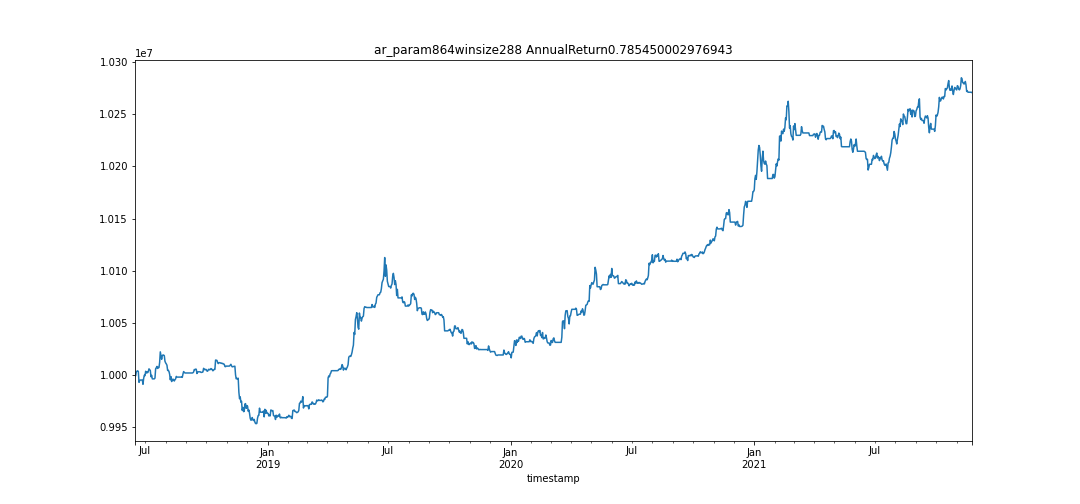 ar_param864winsize288 AnnualReturn0.785450002976943
1e7
1.030
1.025
1.020
1.015
1.010
1.005
1.000
0.995
Jul Jan Jul Jan Jul Jan Jul
2019 2020 2021
timestamp